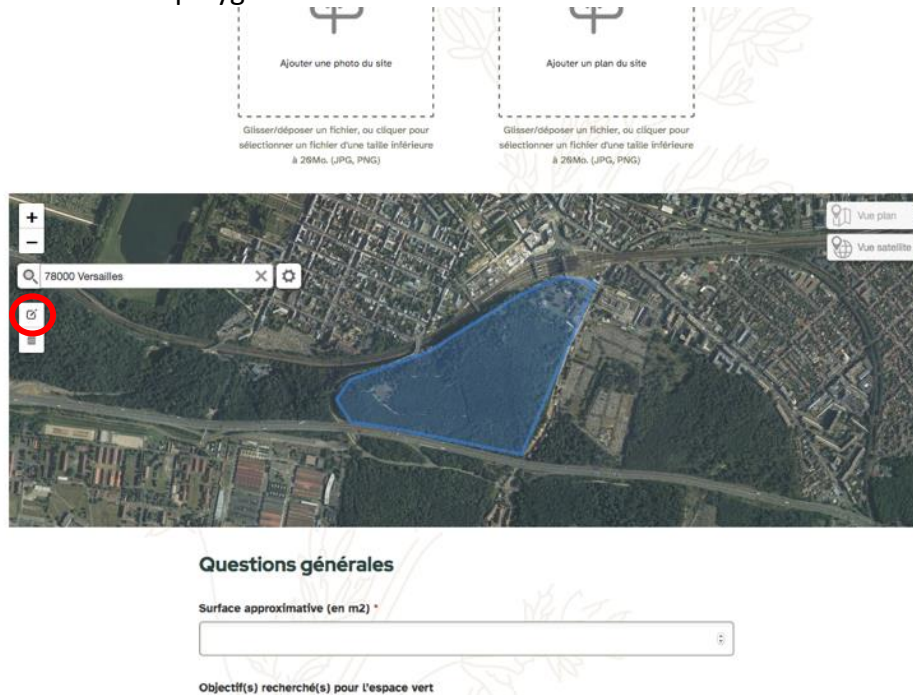 Ajouter une photo du site
Ajouter un plan du site
Glisser/déposer un fichier, ou cliquer pour
sélectionner un fichier d'une taille inférieure
à 20Mo. (JPG, PNG)
Glisser/déposer un fichier, ou cliquer pour
sélectionner un fichier d'une taille inférieure
à 20Mo. (JPG, PNG)
+
−
Vue plan
Vue satellite
78000 Versailles
Questions générales
Surface approximative (en m2) *
Objectif(s) recherché(s) pour l'espace vert